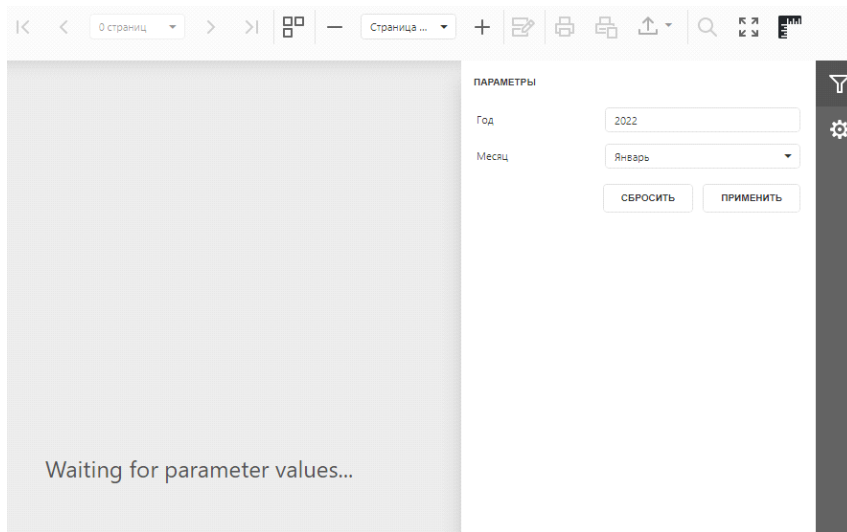 0 страниц
Страница ...
ПАРАМЕТРЫ
Год
2022
Месяц
Январь
СБРОСИТЬ
ПРИМЕНИТЬ
Waiting for parameter values...